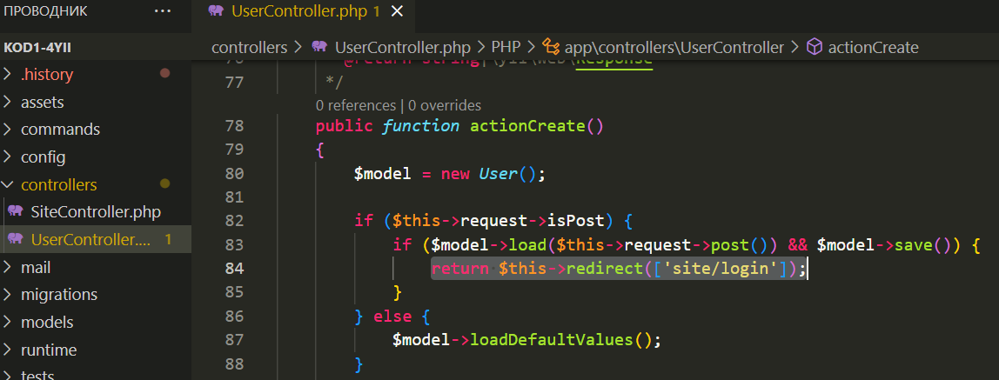 ПРОВОДНИК ···
UserController.php 1 ×
KOD1-4YII
controllers > UserController.php > PHP > app\controllers\UserController > actionCreate
> .history
> assets
> commands
> config
controllers
SiteController.php
UserController.... 1
> mail
> migrations
> models
> runtime
> tests
@return string|\yii\web\Response
77 */
0 references | 0 overrides
78 public function actionCreate()
79 {
80 $model = new User();
81
82 if ($this->request->isPost) {
83 if ($model->load($this->request->post()) && $model->save()) {
84 return $this->redirect(['site/login']);
85 }
86 } else {
87 $model->loadDefaultValues();
88 }